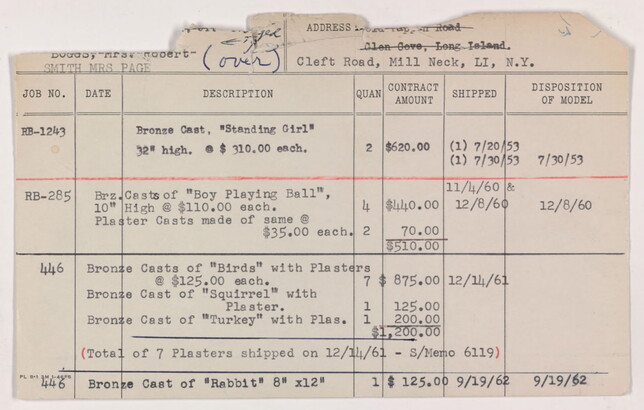 ADDRESS: Road
Glen Cove, Long Island.
Boggs, Mrs. Robert-
(over)
SMITH MRS PAGE
Cleft Road, Mill Neck, LI, N.Y.
JOB NO. DATE DESCRIPTION QUAN CONTRACT AMOUNT SHIPPED DISPOSITION OF MODEL
RB-1243 Bronze Cast, "Standing Girl"
32" high. @ $ 310.00 each. 2 $620.00 (1) 7/20/53
(1) 7/30/53 7/30/53
11/4/60 &
RB-285 Brz.Casts of "Boy Playing Ball",
10" High @ $110.00 each. 4 $440.00 12/8/60 12/8/60
Plaster Casts made of same @
$35.00 each. 2 70.00
$510.00
446 Bronze Casts of "Birds" with Plasters
@ $125.00 each. 7 $ 875.00 12/14/61
Bronze Cast of "Squirrel" with
Plaster. 1 125.00
Bronze Cast of "Turkey" with Plas. 1 200.00
$1,200.00
(Total of 7 Plasters shipped on 12/14/61 - S/Memo 6119)
446 Bronze Cast of "Rabbit" 8" x12" 1 $ 125.00 9/19/62 9/19/62